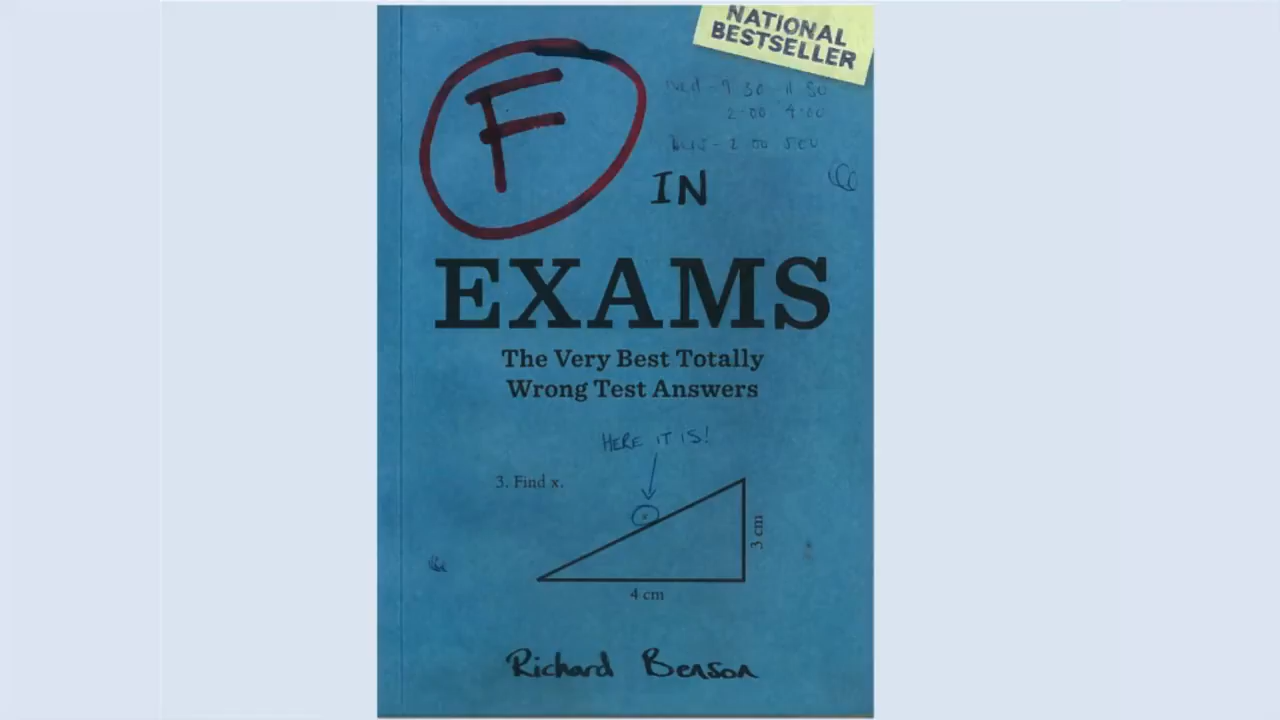 NATIONAL
BESTSELLER
F
IN
EXAMS
The Very Best Totally
Wrong Test Answers
HERE IT IS!
3. Find x.
x
3 cm
4 cm
Richard Benson